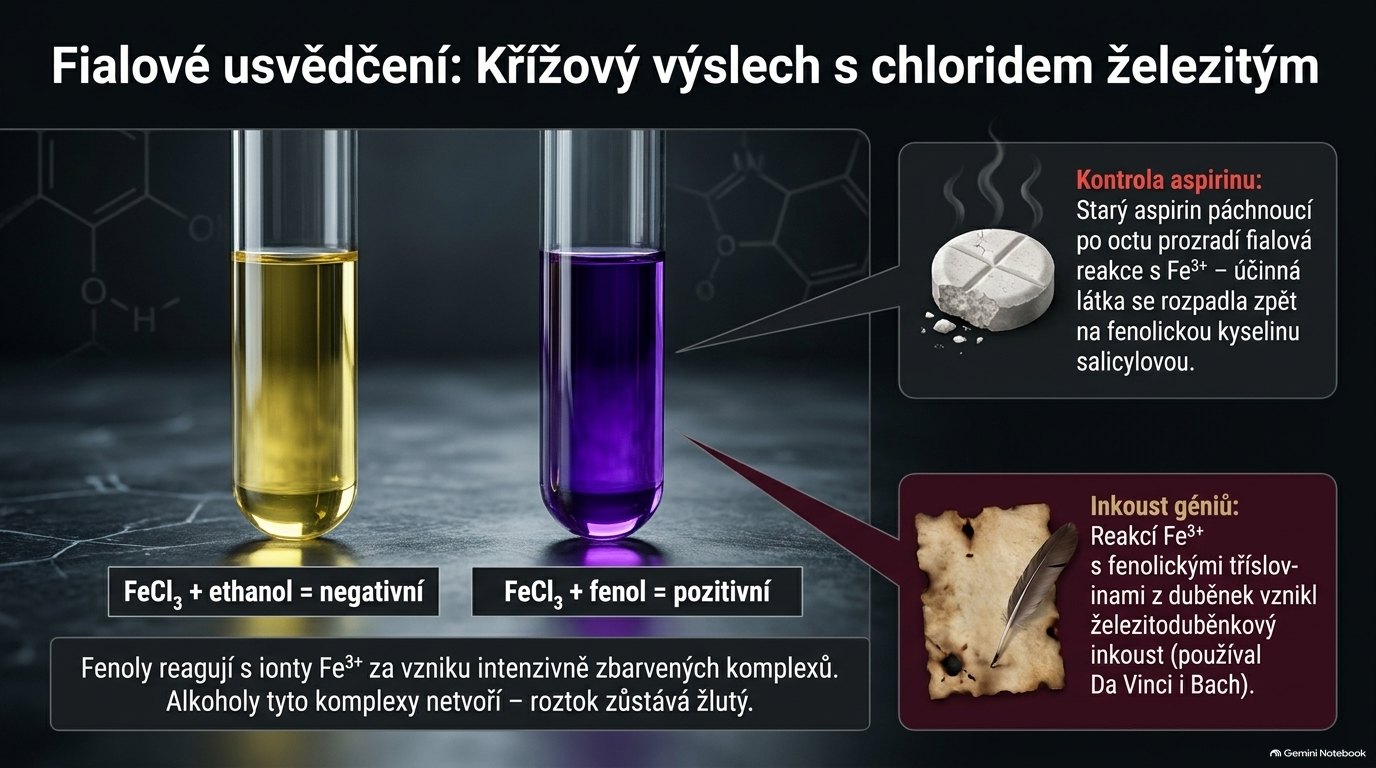 Fialové usvědčení: Křížový výslech s chloridem železitým
FeCl₃ + ethanol = negativní
FeCl₃ + fenol = pozitivní
Fenoly reagují s ionty Fe³⁺ za vzniku intenzivně zbarvených komplexů.
Alkoholy tyto komplexy netvoří – roztok zůstává žlutý.
Kontrola aspirinu:
Starý aspirin páchnoucí
po octu prozradí fialová
reakce s Fe³⁺ – účinná
látka se rozpadla zpět
na fenolickou kyselinu
salicylovou.
Inkoust géniů:
Reakcí Fe³⁺
s fenolickými tříslov-
inami z duběnek vznikl
železitoduběnkový
inkoust (používal
Da Vinci i Bach).
O
H
O
O
Gemini Notebook